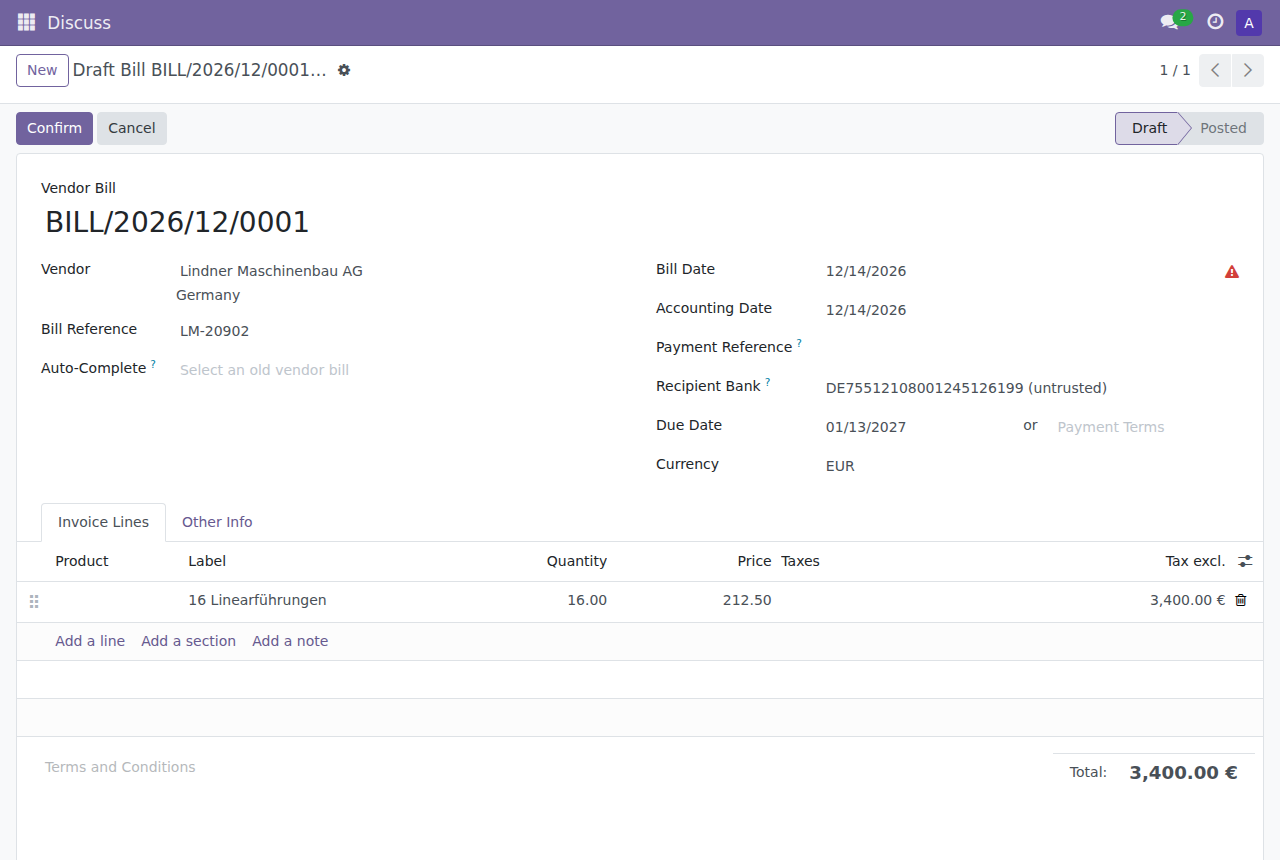 Discuss
2
A
New
Draft Bill BILL/2026/12/0001...
1 / 1
Confirm
Cancel
Draft
Posted
Vendor Bill
BILL/2026/12/0001
Vendor
Lindner Maschinenbau AG
Germany
Bill Reference
LM-20902
Auto-Complete ?
Select an old vendor bill
Bill Date
12/14/2026
Accounting Date
12/14/2026
Payment Reference ?
Recipient Bank ?
DE75512108001245126199 (untrusted)
Due Date
01/13/2027
or
Payment Terms
Currency
EUR
Invoice Lines
Other Info
Product Label Quantity Price Taxes Tax excl.
16 Linearführungen 16.00 212.50 3,400.00 €
Add a line Add a section Add a note
Terms and Conditions
Total: 3,400.00 €